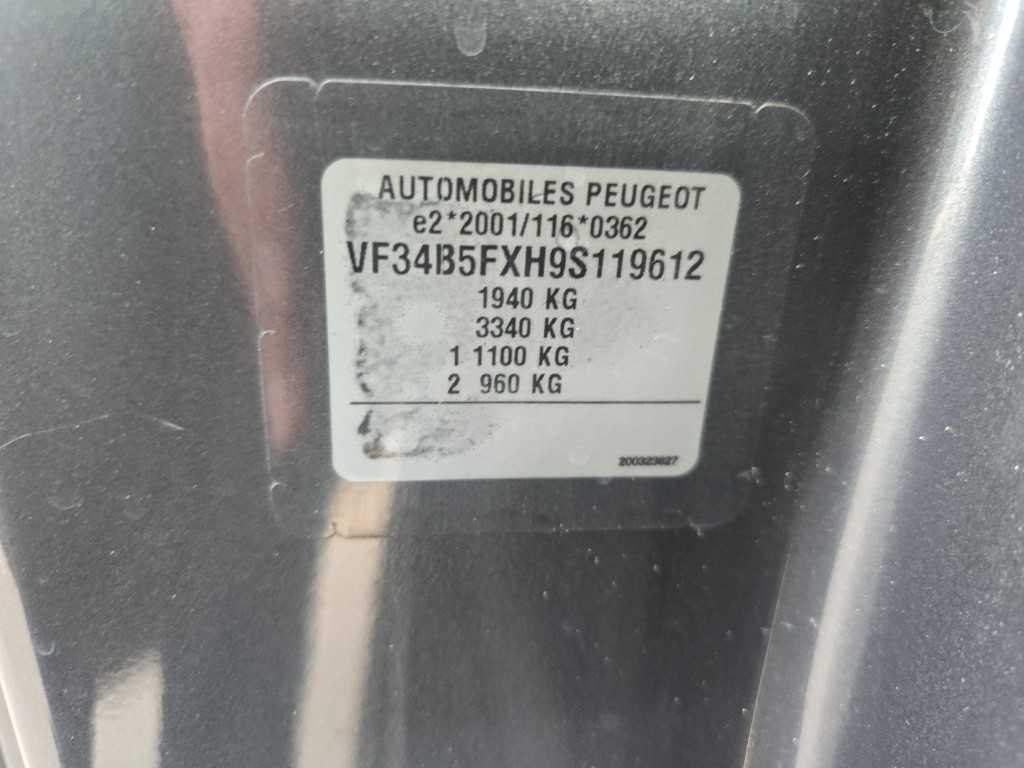 AUTOMOBILES PEUGEOT
e2*2001/116*0362
VF34B5FXH9S119612
1940 KG
3340 KG
1 1100 KG
2 960 KG
200323627